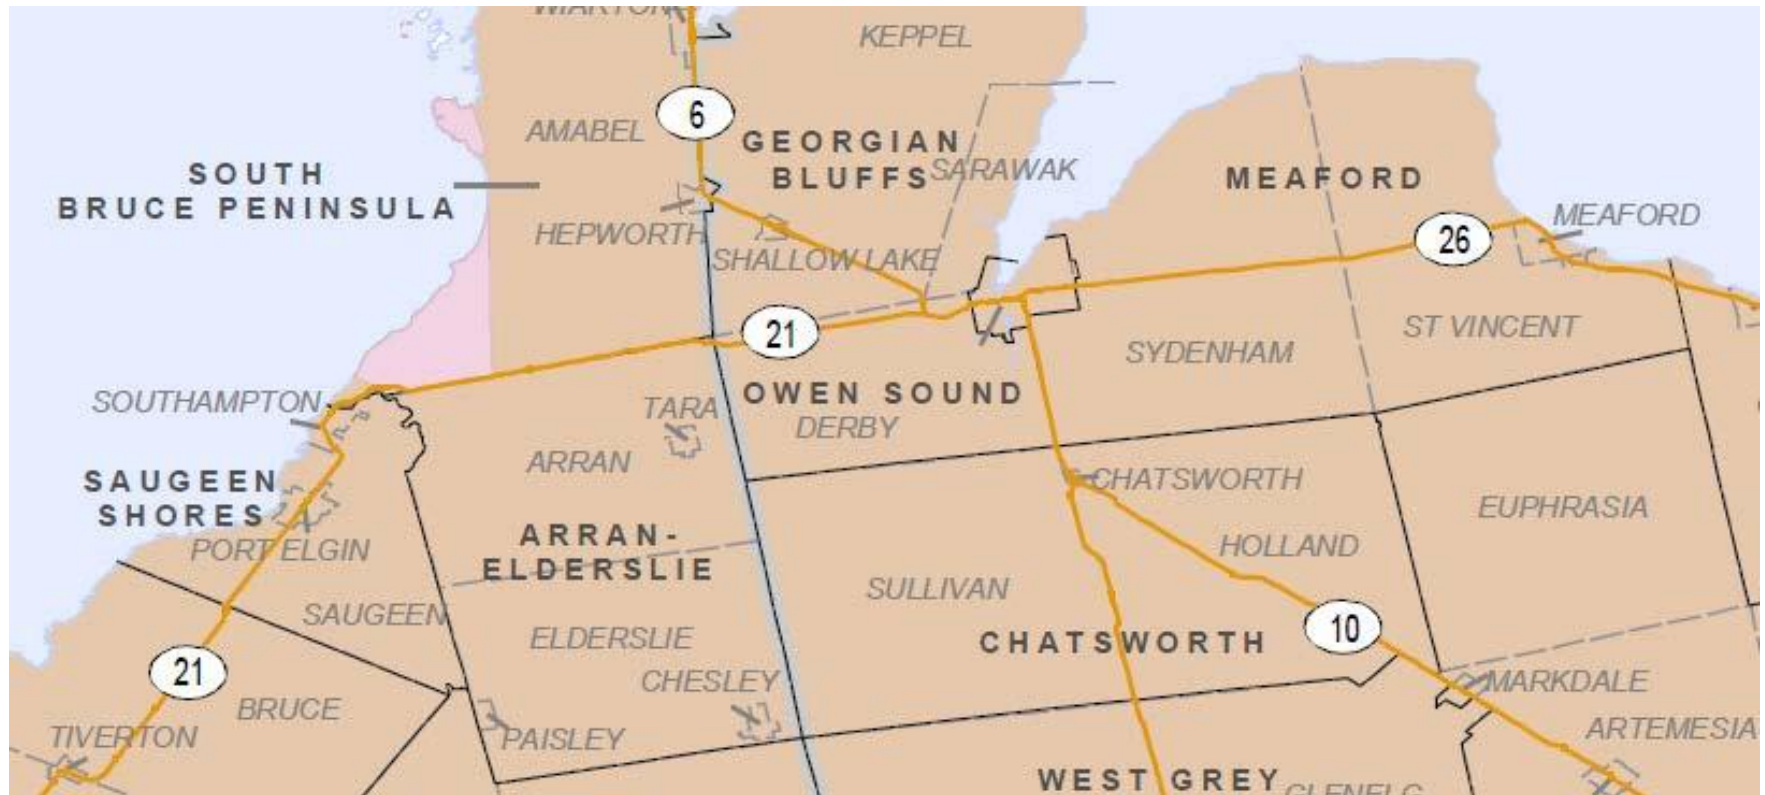 WIARTON
KEPPEL
6
AMABEL
GEORGIAN
BLUFFS
SARAWAK
SOUTH
BRUCE PENINSULA
MEAFORD
MEAFORD
HEPWORTH
26
SHALLOW LAKE
21
ST VINCENT
SYDENHAM
SOUTHAMPTON
TARA
OWEN SOUND
DERBY
ARRAN
CHATSWORTH
SAUGEEN
SHORES
EUPHRASIA
PORT ELGIN
ARRAN-
ELDERSLIE
HOLLAND
SULLIVAN
SAUGEEN
ELDERSLIE
CHATSWORTH
10
21
CHESLEY
MARKDALE
BRUCE
TIVERTON
PAISLEY
ARTEMESIA
WEST GREY
GLENELG